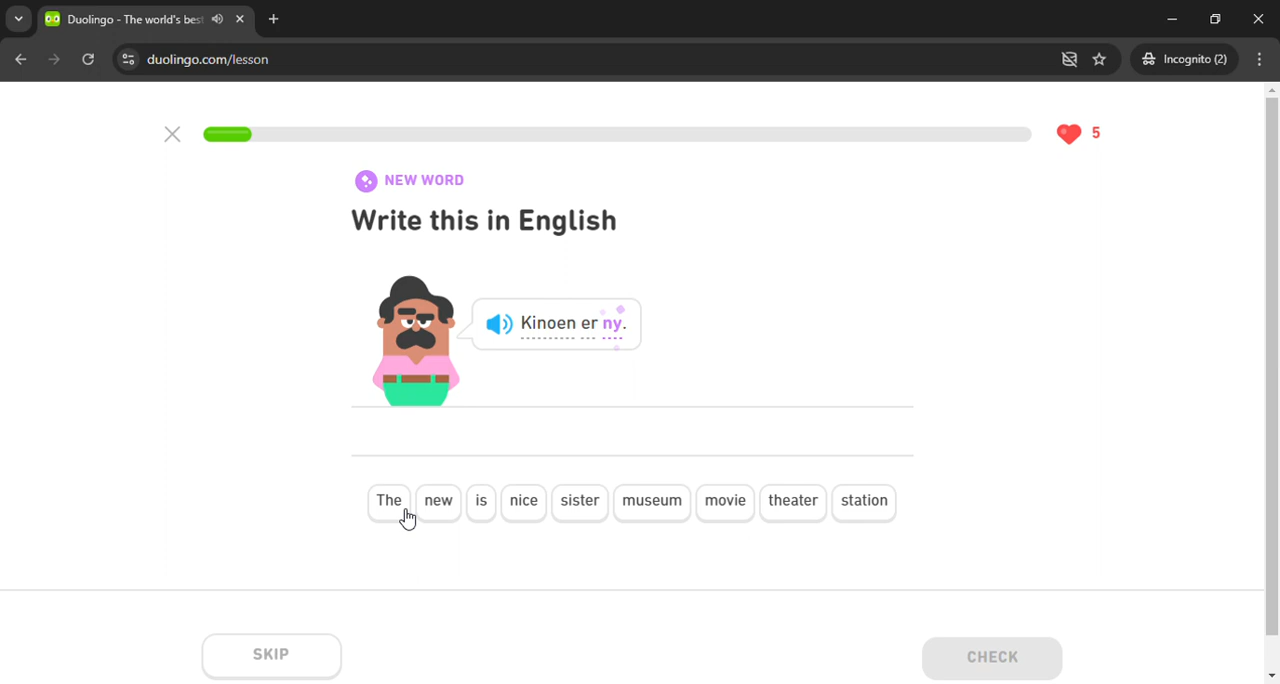 Duolingo - The world's best
duolingo.com/lesson
Incognito (2)
5
NEW WORD
Write this in English
Kinoen er ny.
The new is nice sister museum movie theater station
SKIP
CHECK